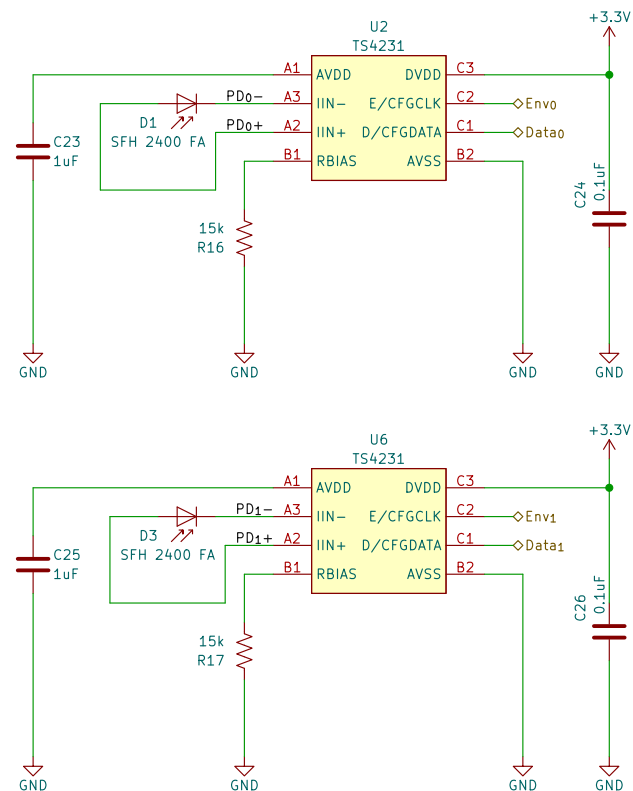 +3.3V
U2
TS4231
A1 AVDD DVDD C3
PD0- A3 IIN- E/CFGCLK C2 Env0
D1
SFH 2400 FA
PD0+ A2 IIN+ D/CFGDATA C1 Data0
C23
1uF
B1 RBIAS AVSS B2
C24
0.1uF
15k
R16
GND
GND
GND
GND
+3.3V
U6
TS4231
A1 AVDD DVDD C3
PD1- A3 IIN- E/CFGCLK C2 Env1
D3
SFH 2400 FA
PD1+ A2 IIN+ D/CFGDATA C1 Data1
C25
1uF
B1 RBIAS AVSS B2
C26
0.1uF
15k
R17
GND
GND
GND
GND